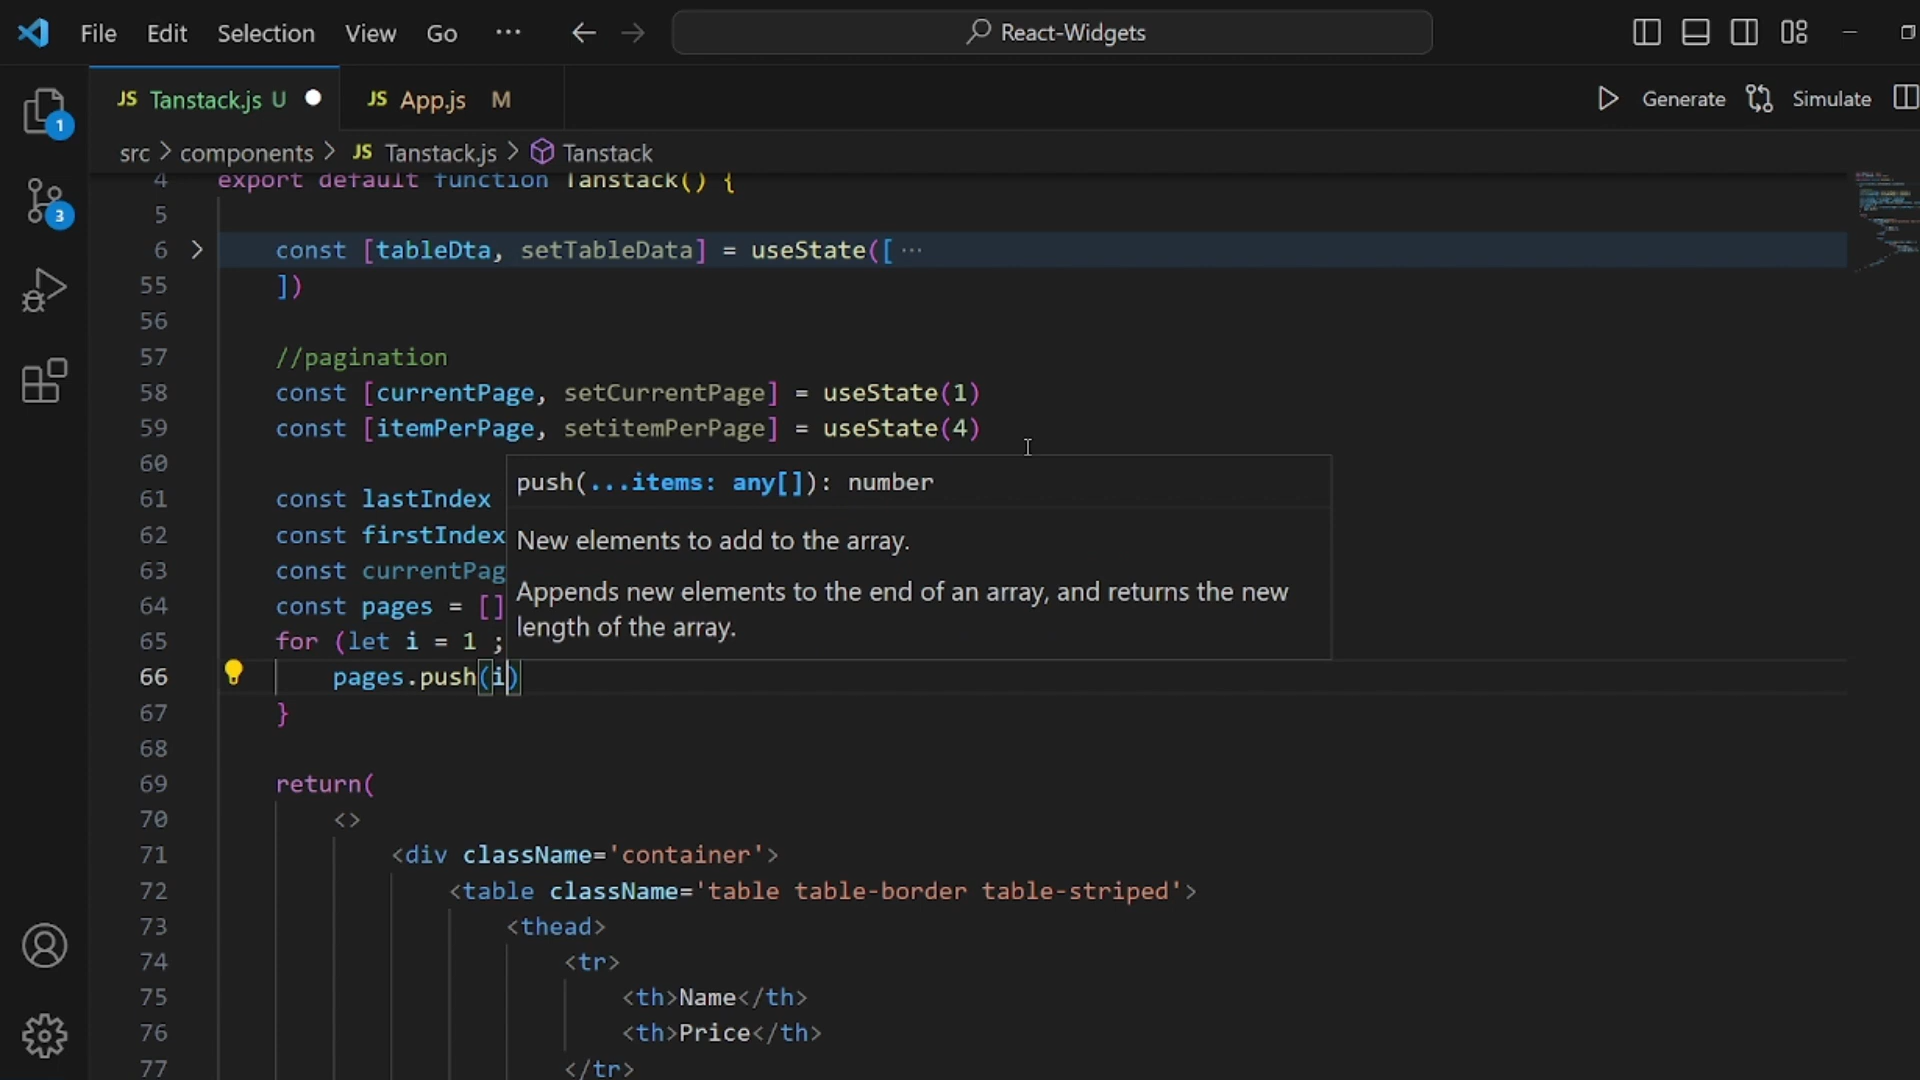 File Edit Selection View Go ··· React-Widgets
JS Tanstack.js U JS App.js M Generate Simulate
src > components > JS Tanstack.js > Tanstack
1
3
4 export default function Tanstack() {
5
6 const [tableDta, setTableData] = useState([ ···
55 ])
56
57 //pagination
58 const [currentPage, setCurrentPage] = useState(1)
59 const [itemPerPage, setitemPerPage] = useState(4)
60
push(...items: any[]): number
61 const lastIndex
62 const firstIndex
New elements to add to the array.
63 const currentPag
Appends new elements to the end of an array, and returns the new
64 const pages = []
length of the array.
65 for (let i = 1 ;
66 pages.push(i)
67 }
68
69 return(
70 <>
71 <div className='container'>
72 <table className='table table-border table-striped'>
73 <thead>
74 <tr>
75 <th>Name</th>
76 <th>Price</th>
77 </tr>